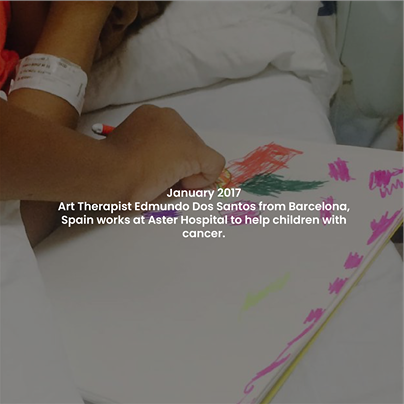 January 2017
Art Therapist Edmundo Dos Santos from Barcelona,
Spain works at Aster Hospital to help children with
cancer.